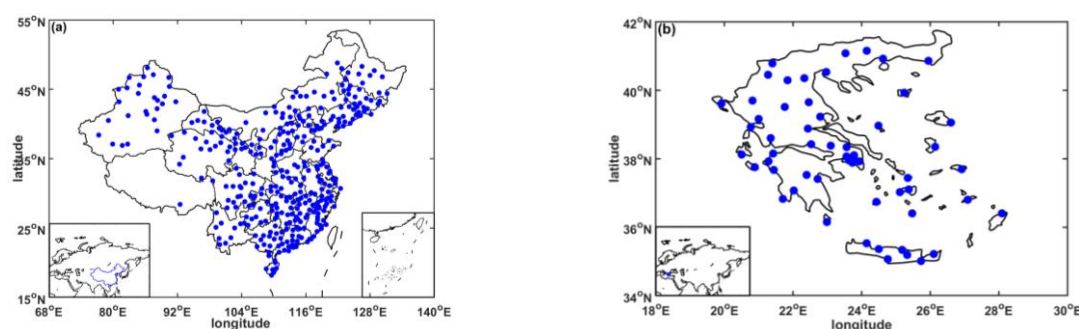 (a)
55°N
45°N
35°N
25°N
15°N
latitude
68°E 80°E 92°E 104°E 116°E 128°E 140°E
longitude
(b)
42°N
40°N
38°N
36°N
34°N
latitude
18°E 20°E 22°E 24°E 26°E 28°E 30°E
longitude